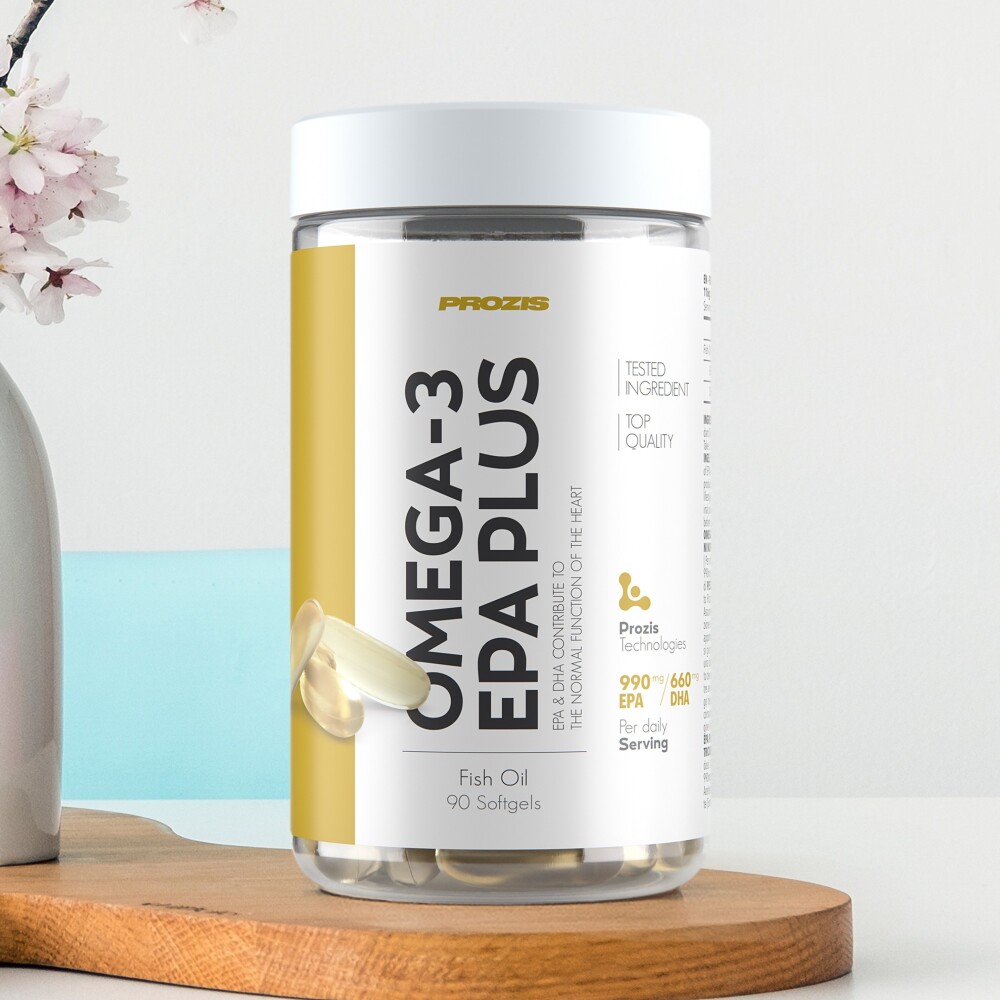 PROZIS
OMEGA-3
EPA PLUS
EPA & DHA CONTRIBUTE TO
THE NORMAL FUNCTION OF THE HEART
Fish Oil
90 Softgels
TESTED
INGREDIENT
TOP
QUALITY
Prozis
Technologies
990 mg / 660 mg
EPA DHA
Per daily
Serving